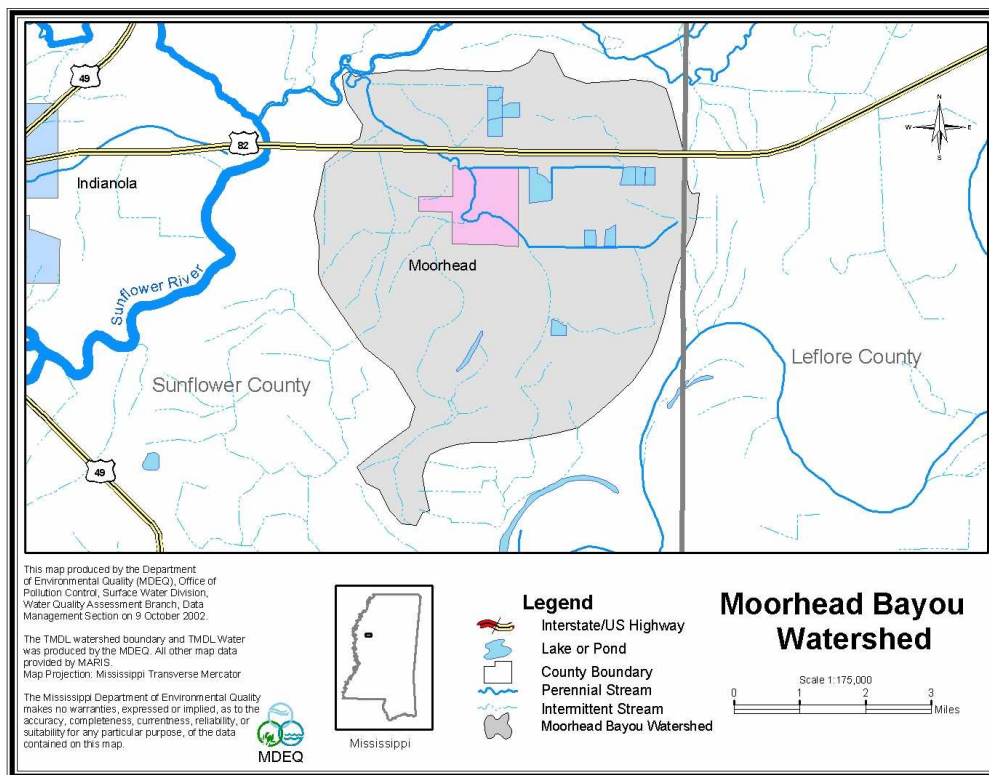 49
82
Indianola
Sunflower River
Moorhead
Sunflower County
Leflore County
49
N
W E
S
This map produced by the Department
of Environmental Quality (MDEQ), Office of
Pollution Control, Surface Water Division,
Water Quality Assessment Branch, Data
Management Section on 9 October 2002.
The TMDL watershed boundary and TMDL Water
was produced by the MDEQ. All other map data
provided by MARIS.
Map Projection: Mississippi Transverse Mercator
The Mississippi Department of Environmental Quality
makes no warranties, expressed or implied, as to the
accuracy, completeness, currentness, reliability, or
suitability for any particular purpose, of the data
contained on this map.
MDEQ
Mississippi
Legend
Interstate/US Highway
Lake or Pond
County Boundary
Perennial Stream
Intermittent Stream
Moorhead Bayou Watershed
Moorhead Bayou
Watershed
Scale 1:175,000
0 1 2 3
Miles